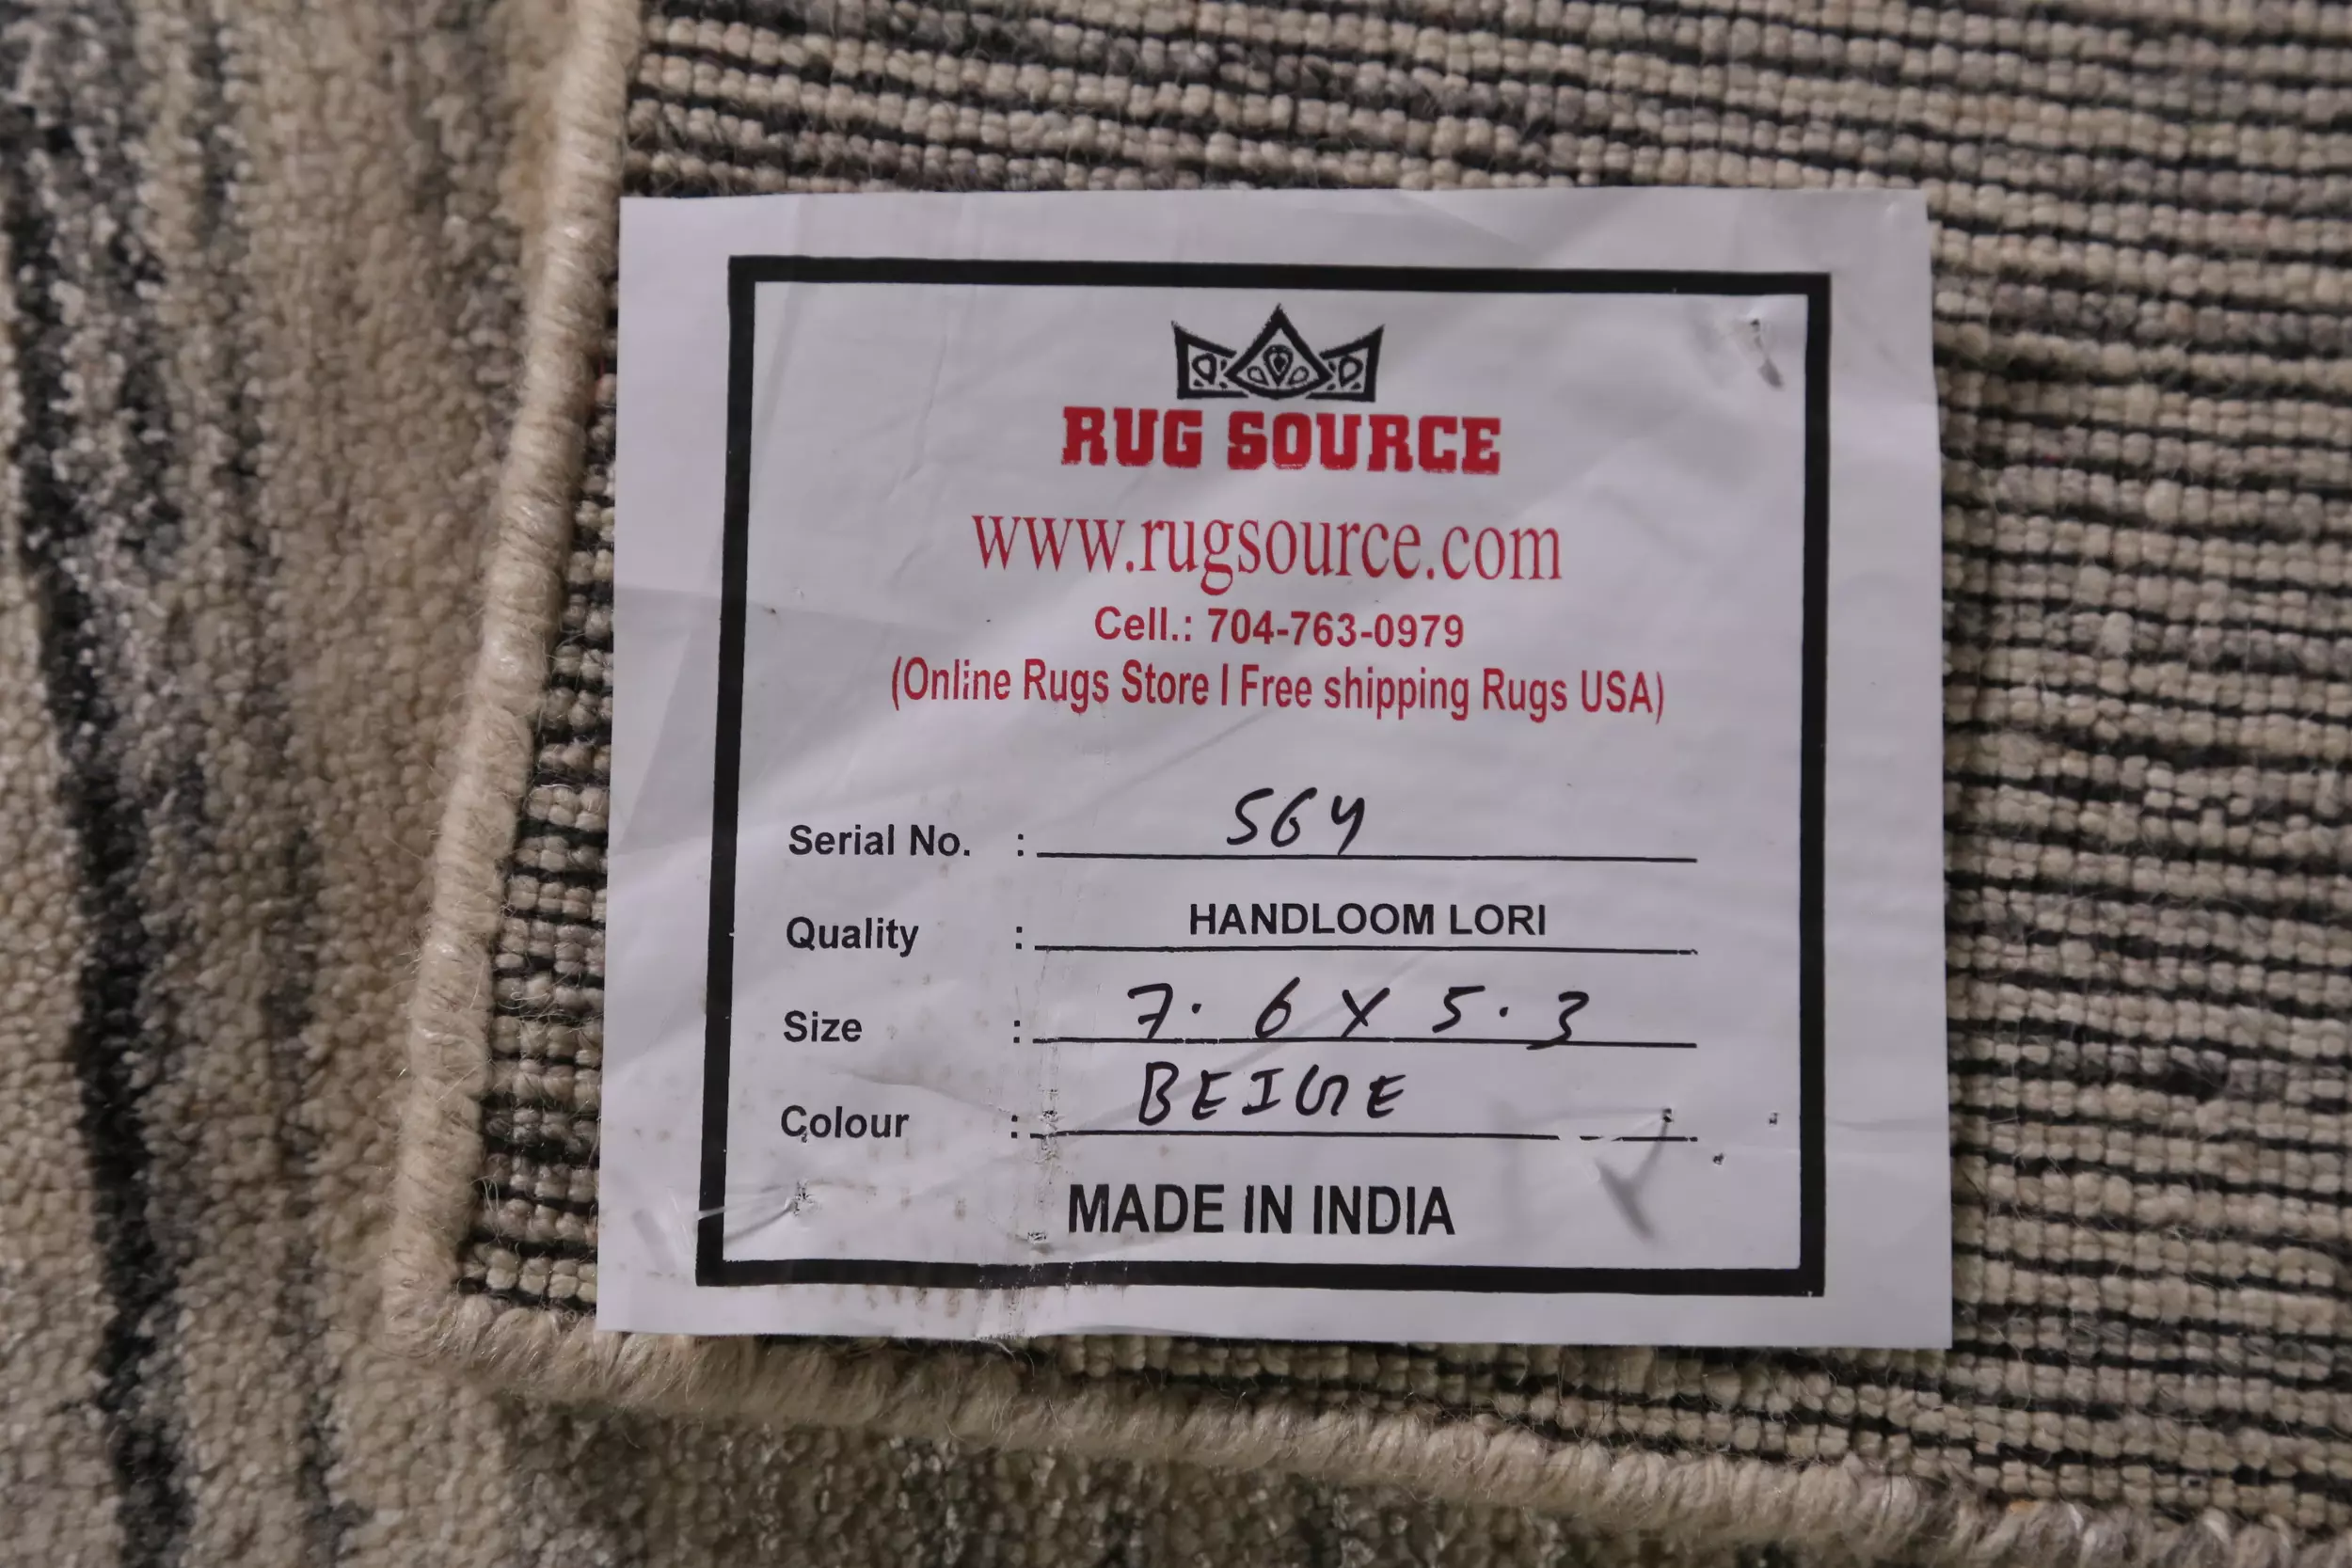 RUG SOURCE
www.rugsource.com
Cell.: 704-763-0979
(Online Rugs Store I Free shipping Rugs USA)
Serial No. : 564
Quality : HANDLOOM LORI
Size : 7.6 X 5.3
Colour : BEIGE
MADE IN INDIA